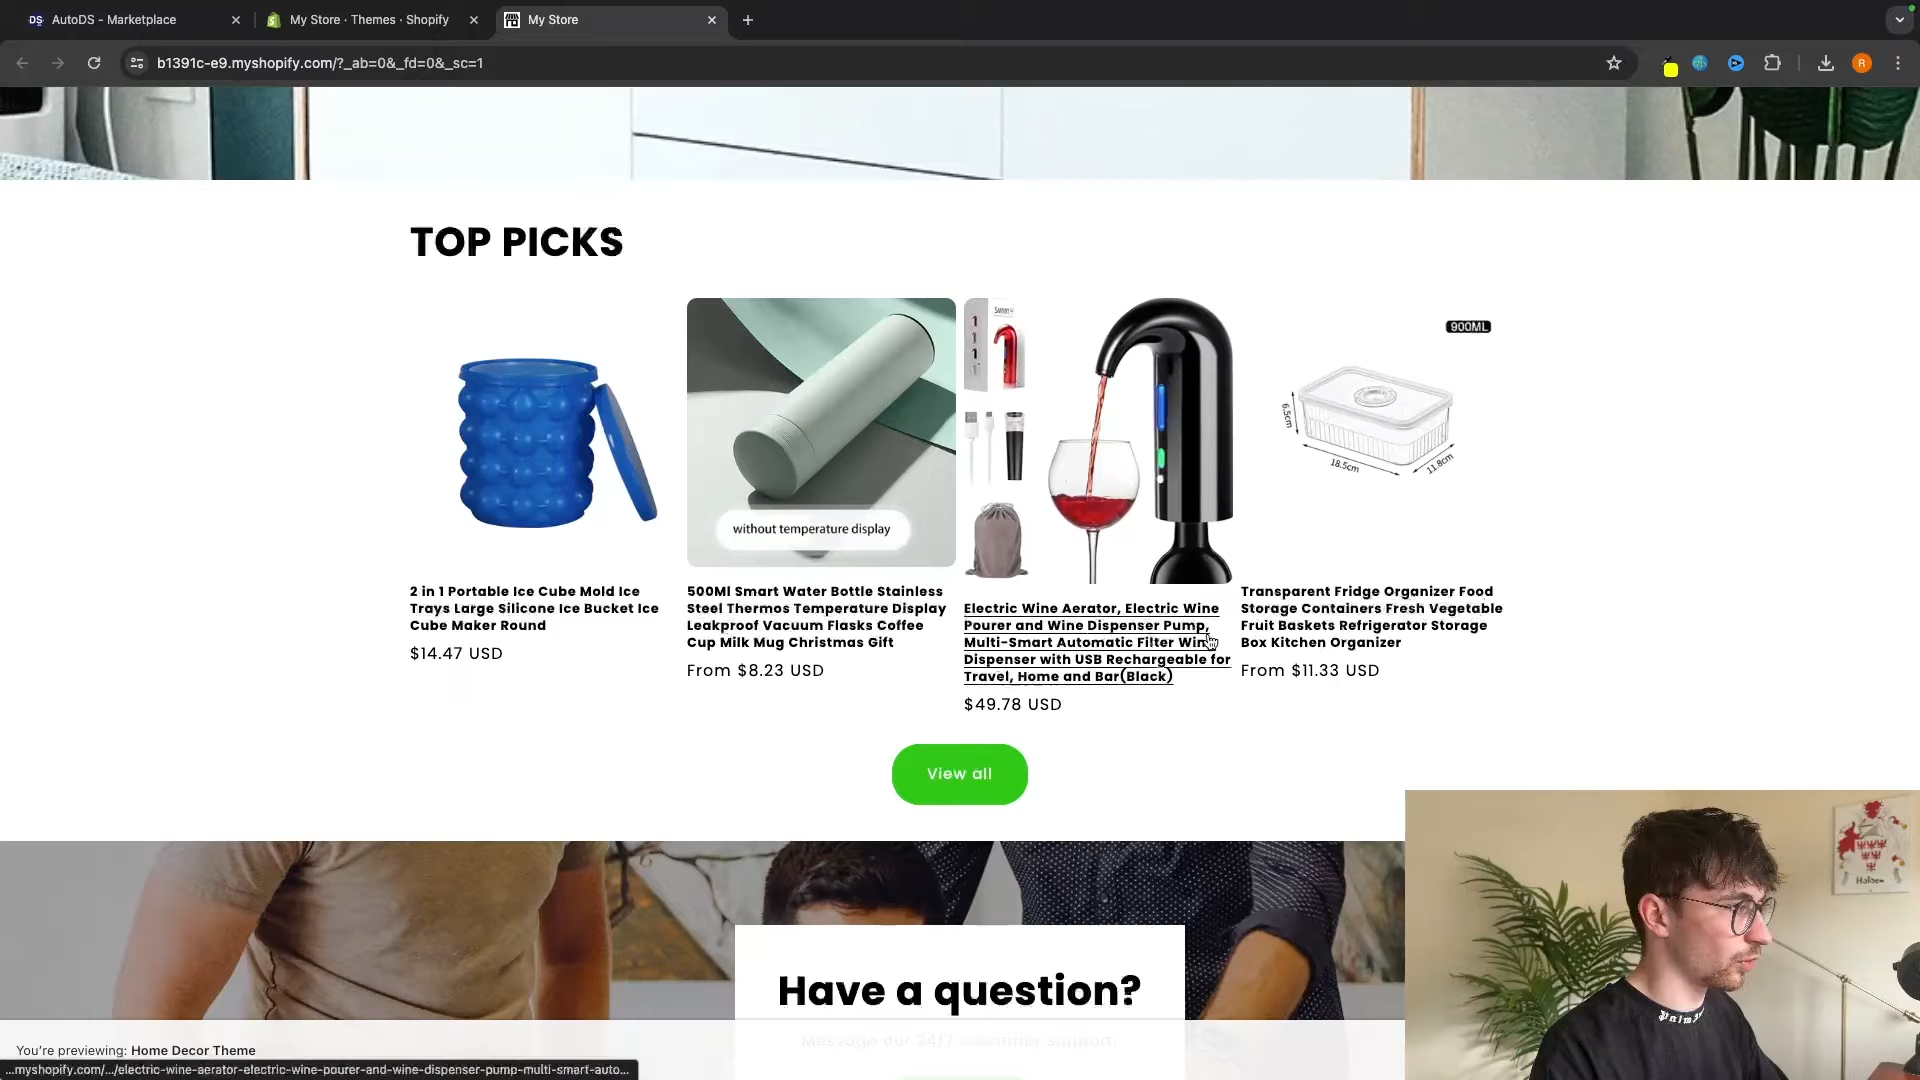 AutoDS - Marketplace
My Store · Themes · Shopify
My Store
b1391c-e9.myshopify.com/?_ab=0&_fd=0&_sc=1
R
TOP PICKS
900ML
6.5cm
18.5cm
11.8cm
without temperature display
2 in 1 Portable Ice Cube Mold Ice
Trays Large Silicone Ice Bucket Ice
Cube Maker Round
$14.47 USD
500Ml Smart Water Bottle Stainless
Steel Thermos Temperature Display
Leakproof Vacuum Flasks Coffee
Cup Milk Mug Christmas Gift
From $8.23 USD
Electric Wine Aerator, Electric Wine
Pourer and Wine Dispenser Pump,
Multi-Smart Automatic Filter Wine
Dispenser with USB Rechargeable for
Travel, Home and Bar(Black)
$49.78 USD
Transparent Fridge Organizer Food
Storage Containers Fresh Vegetable
Fruit Baskets Refrigerator Storage
Box Kitchen Organizer
From $11.33 USD
View all
Have a question?
Message our 24/7 customer support!
You're previewing: Home Decor Theme
...myshopify.com/.../electric-wine-aerator-electric-wine-pourer-and-wine-dispenser-pump-multi-smart-auto...